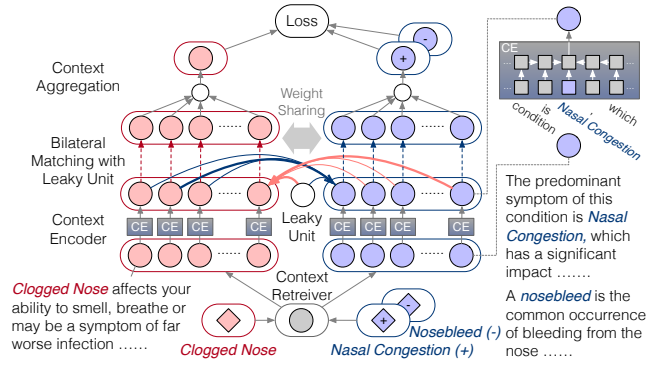 Loss
-
+
Context
Aggregation
Weight
Sharing
Bilateral
Matching with
Leaky Unit
Leaky
Unit
Context
Encoder
CE CE CE CE
CE CE CE CE
Context
Retreiver
Clogged Nose affects your
ability to smell, breathe or
may be a symptom of far
worse infection ......
Clogged Nose
-
+
Nosebleed (-)
Nasal Congestion (+)
CE
condition
is
Nasal Congestion
,
which
The predominant
symptom of this
condition is Nasal
Congestion, which
has a significant
impact .......
A nosebleed is the
common occurrence
of bleeding from the
nose ......